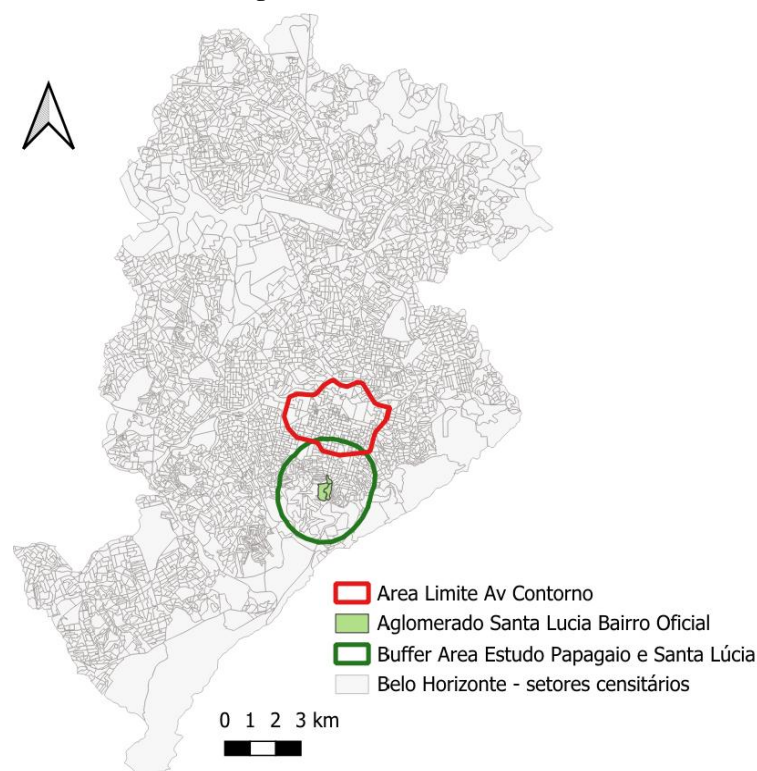 Area Limite Av Contorno
Aglomerado Santa Lucia Bairro Oficial
Buffer Area Estudo Papagaio e Santa Lúcia
Belo Horizonte - setores censitários
0 1 2 3 km